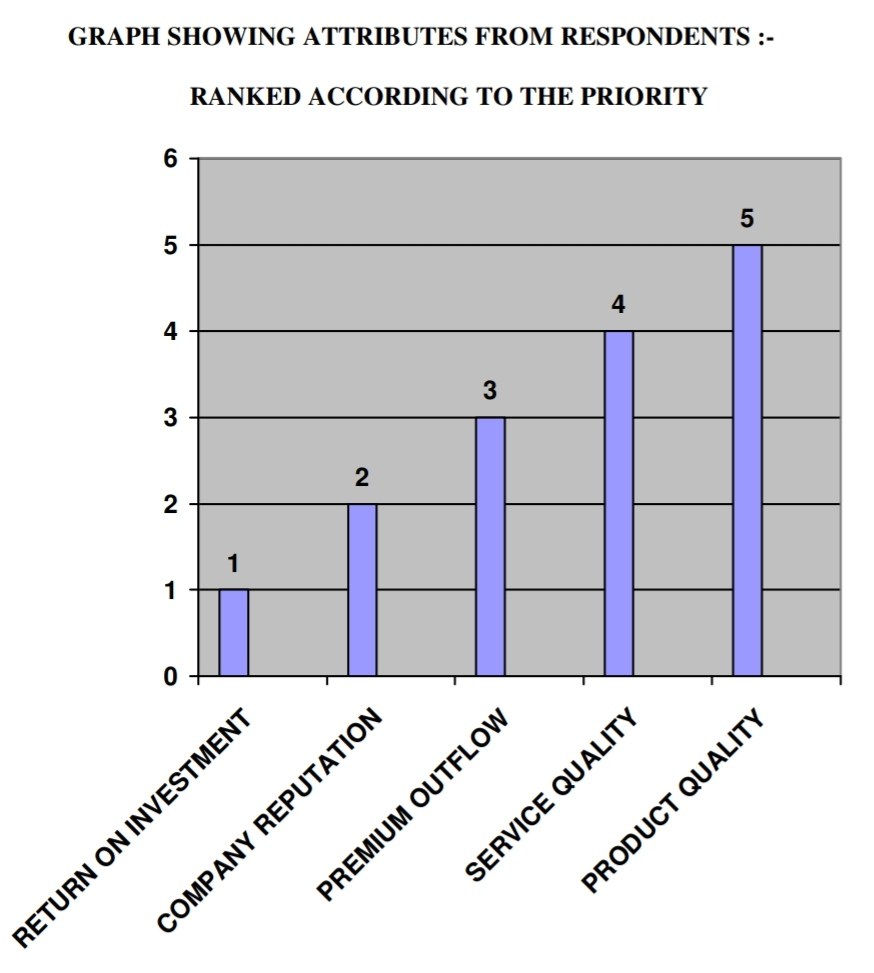 GRAPH SHOWING ATTRIBUTES FROM RESPONDENTS :-
RANKED ACCORDING TO THE PRIORITY
6
5
4
3
2
1
0
1
2
3
4
5
RETURN ON INVESTMENT
COMPANY REPUTATION
PREMIUM OUTFLOW
SERVICE QUALITY
PRODUCT QUALITY